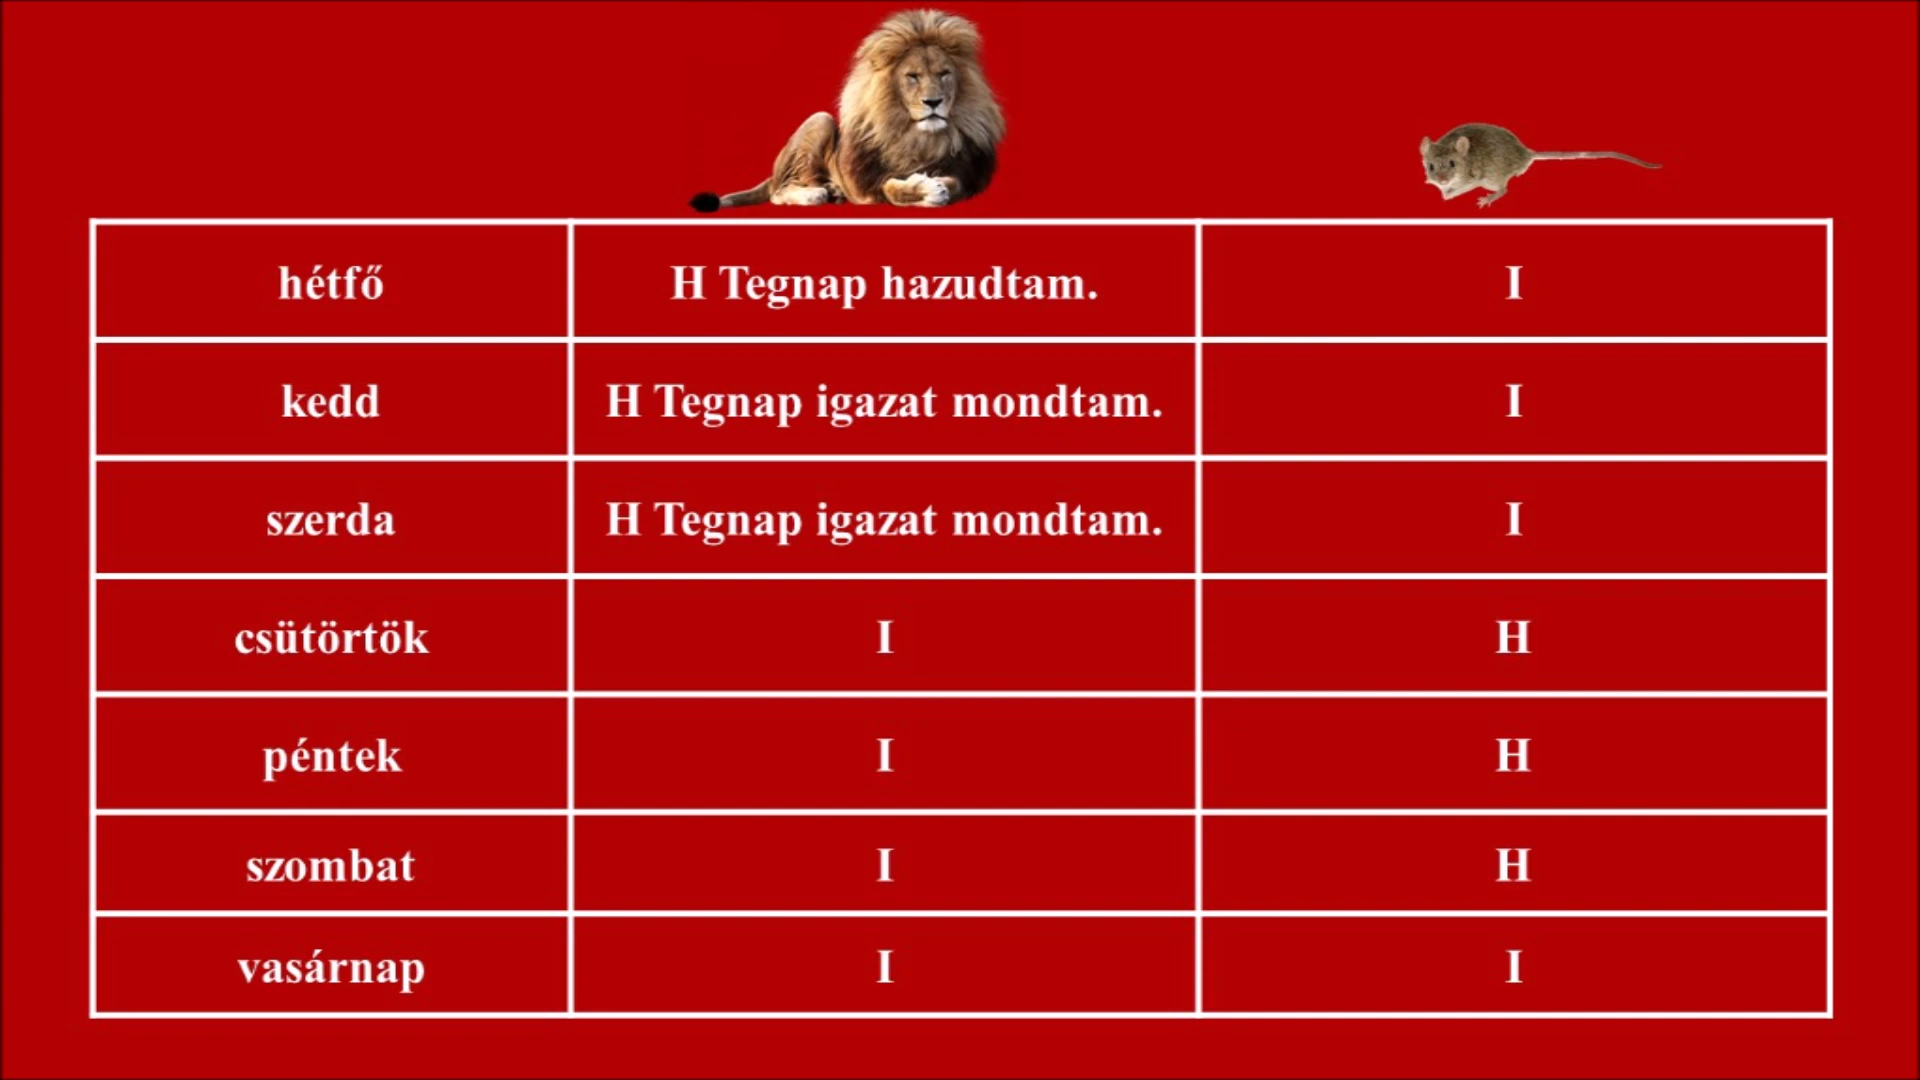 hétfő H Tegnap hazudtam. I
kedd H Tegnap igazat mondtam. I
szerda H Tegnap igazat mondtam. I
csütörtök I H
péntek I H
szombat I H
vasárnap I I